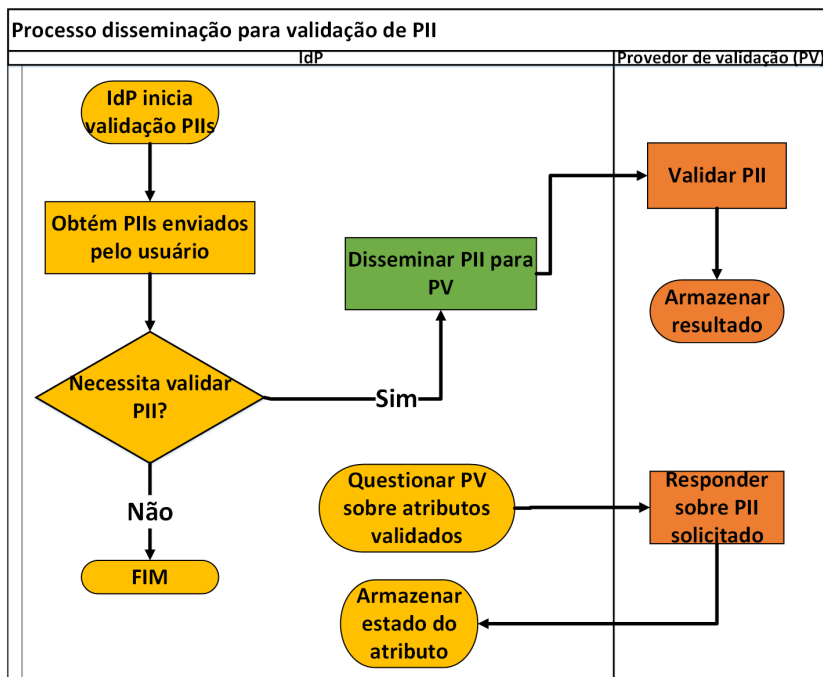 Processo disseminação para validação de PII
IdP
Provedor de validação (PV)
IdP inicia
validação PIIs
Obtém PIIs enviados
pelo usuário
Necessita validar
PII?
Sim
Não
FIM
Disseminar PII para
PV
Validar PII
Armazenar
resultado
Questionar PV
sobre atributos
validados
Responder
sobre PII
solicitado
Armazenar
estado do
atributo